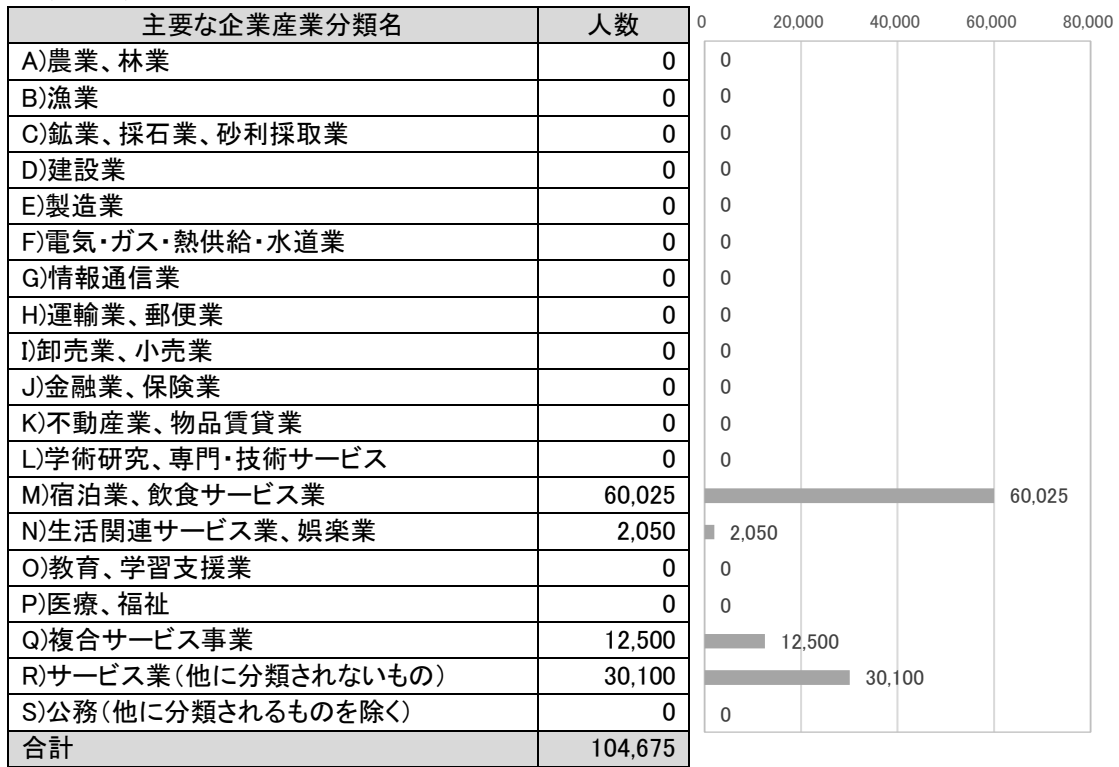 主要な企業産業分類名 人数
A)農業、林業 0
B)漁業 0
C)鉱業、採石業、砂利採取業 0
D)建設業 0
E)製造業 0
F)電気・ガス・熱供給・水道業 0
G)情報通信業 0
H)運輸業、郵便業 0
I)卸売業、小売業 0
J)金融業、保険業 0
K)不動産業、物品賃貸業 0
L)学術研究、専門・技術サービス 0
M)宿泊業、飲食サービス業 60,025
N)生活関連サービス業、娯楽業 2,050
O)教育、学習支援業 0
P)医療、福祉 0
Q)複合サービス事業 12,500
R)サービス業(他に分類されないもの) 30,100
S)公務(他に分類されるものを除く) 0
合計 104,675
0 20,000 40,000 60,000 80,000
0
0
0
0
0
0
0
0
0
0
0
0
60,025
2,050
0
0
12,500
30,100
0